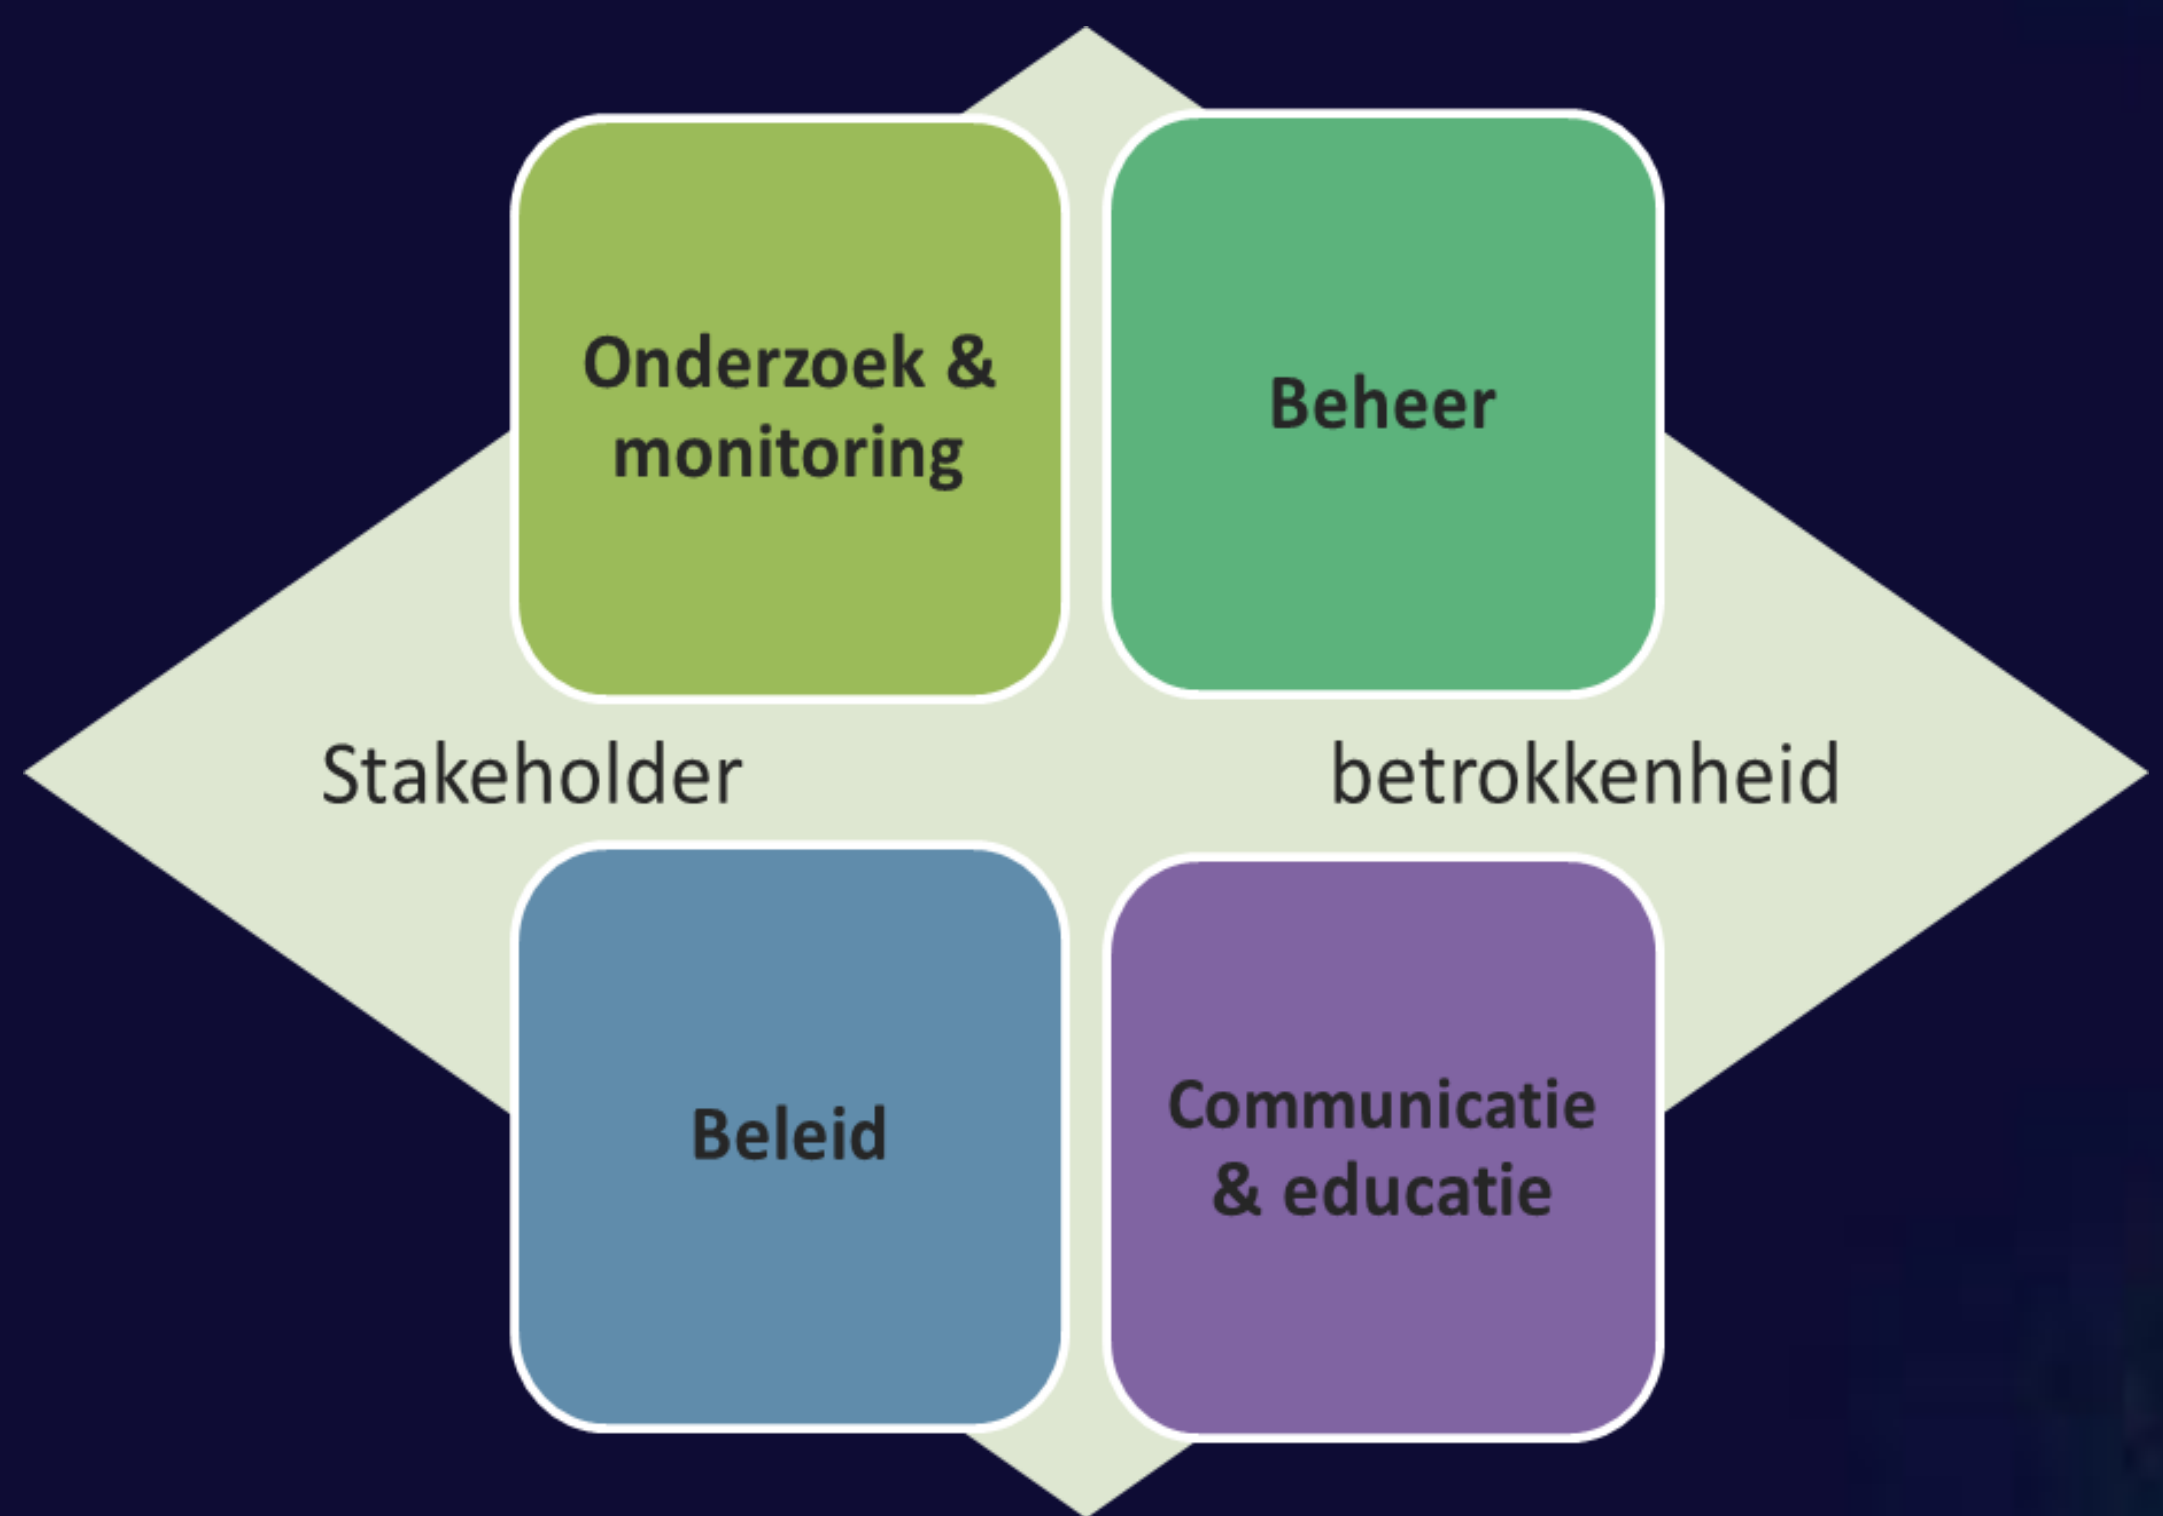 Onderzoek &
monitoring
Beheer
Stakeholder
betrokkenheid
Beleid
Communicatie
& educatie